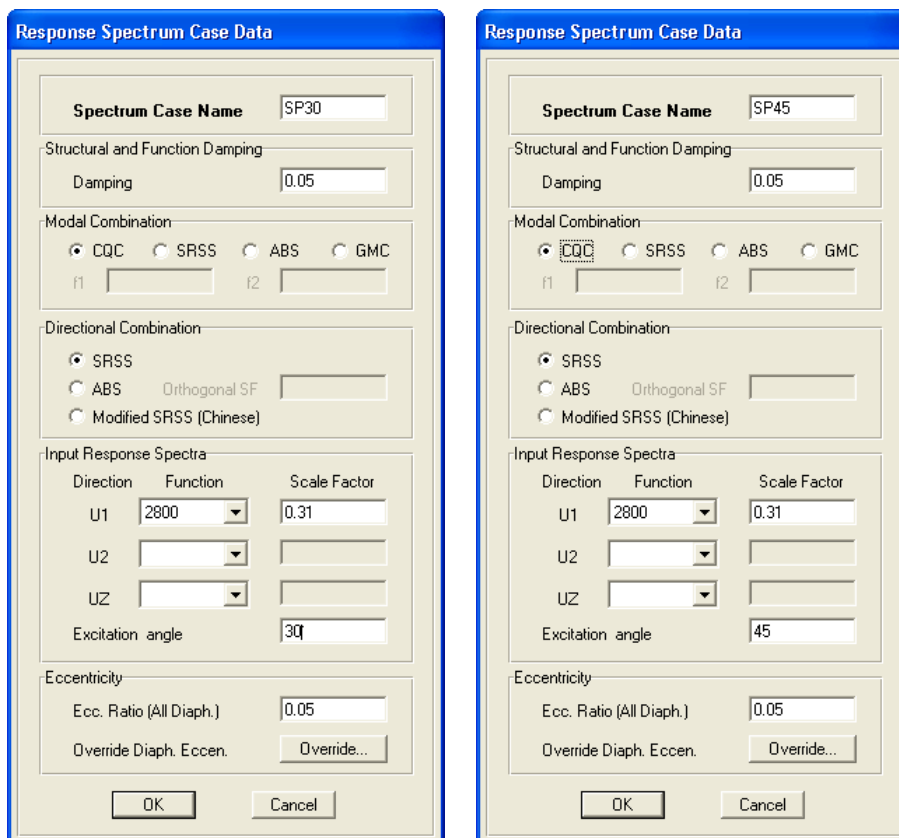 Response Spectrum Case Data
Spectrum Case Name SP30
Structural and Function Damping
Damping 0.05
Modal Combination
CQC SRSS ABS GMC
f1 f2
Directional Combination
SRSS
ABS Orthogonal SF
Modified SRSS (Chinese)
Input Response Spectra
Direction Function Scale Factor
U1 2800 0.31
U2
UZ
Excitation angle 30
Eccentricity
Ecc. Ratio (All Diaph.) 0.05
Override Diaph. Eccen. Override...
OK Cancel
Response Spectrum Case Data
Spectrum Case Name SP45
Structural and Function Damping
Damping 0.05
Modal Combination
CQC SRSS ABS GMC
f1 f2
Directional Combination
SRSS
ABS Orthogonal SF
Modified SRSS (Chinese)
Input Response Spectra
Direction Function Scale Factor
U1 2800 0.31
U2
UZ
Excitation angle 45
Eccentricity
Ecc. Ratio (All Diaph.) 0.05
Override Diaph. Eccen. Override...
OK Cancel